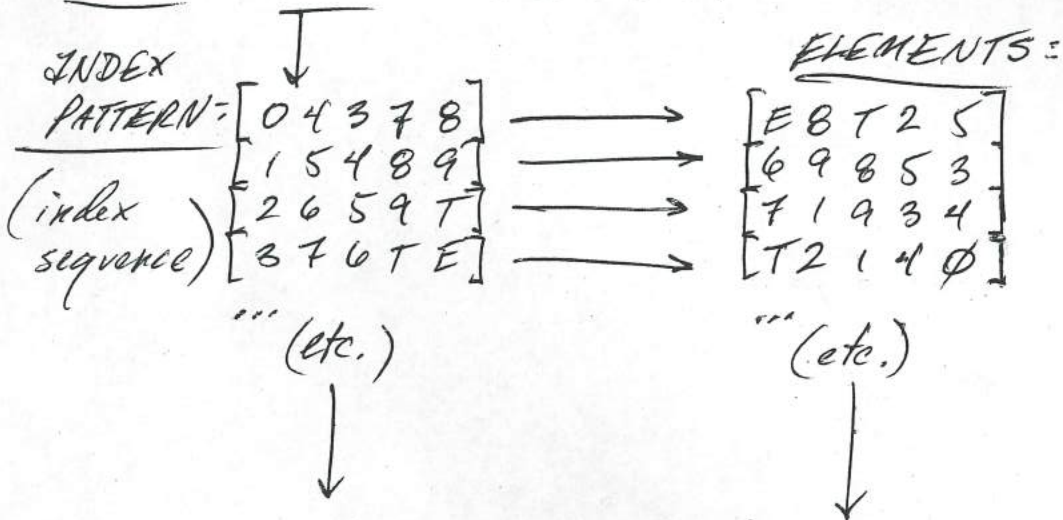 ELEMENTS:
INDEX
PATTERN:
(index
sequence)
[0 4 3 7 8] [E 8 T 2 5]
[1 5 4 8 9] [6 9 8 5 3]
[2 6 5 9 T] [7 1 9 3 4]
[3 7 6 T E] [T 2 1 4 Ø]
... (etc.) ... (etc.)